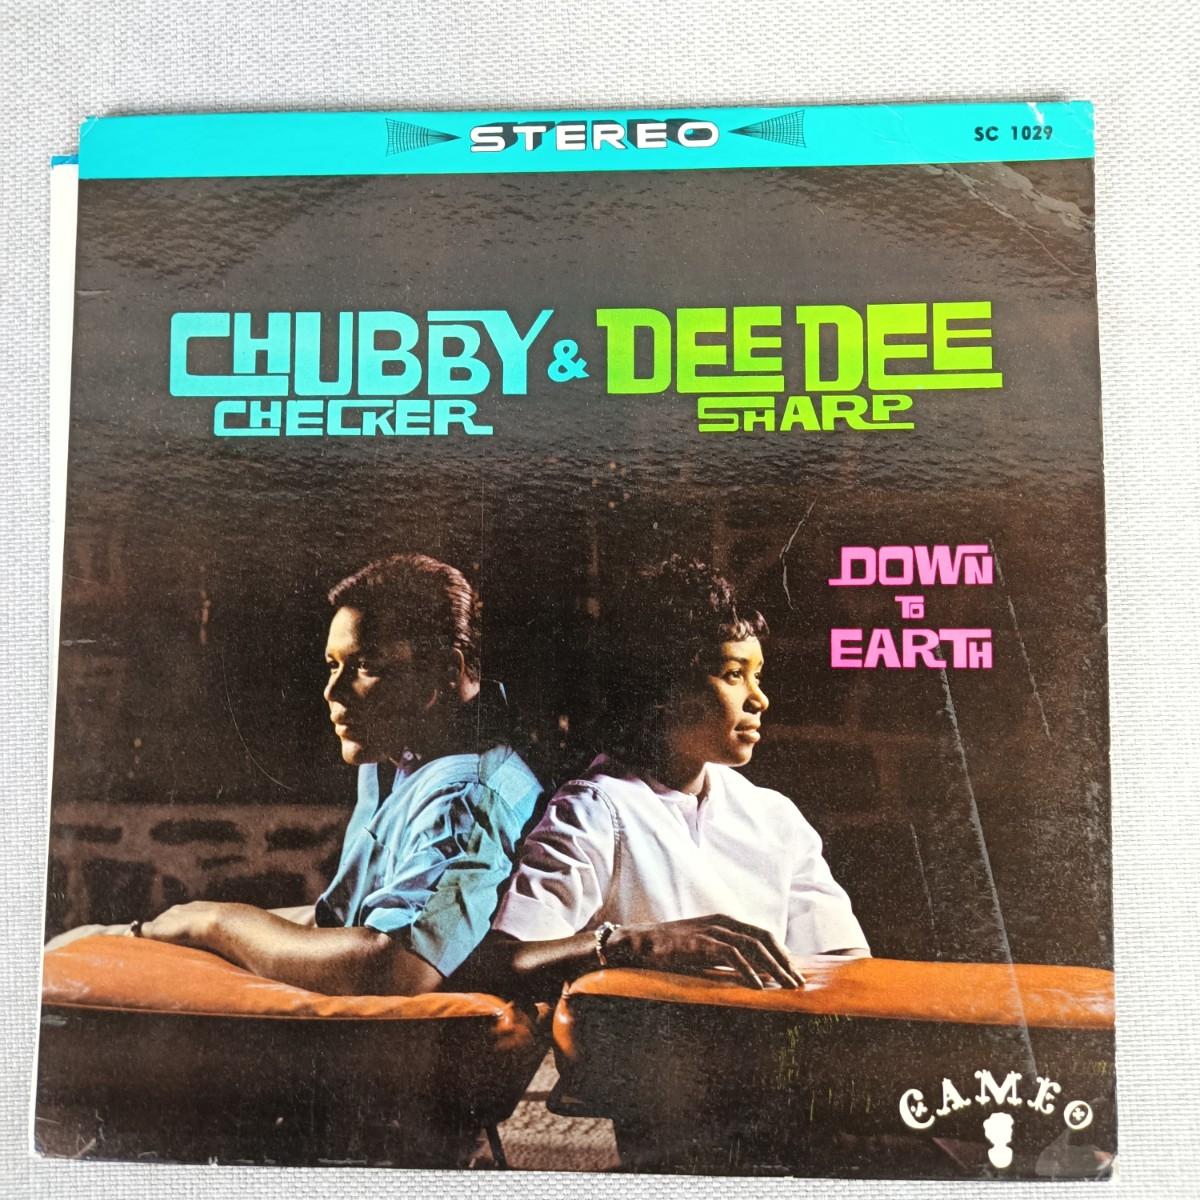 STEREO
SC 1029
CHUBBY & DEE DEE
CHECKER SHARP
DOWN
TO
EARTH
CAMEO